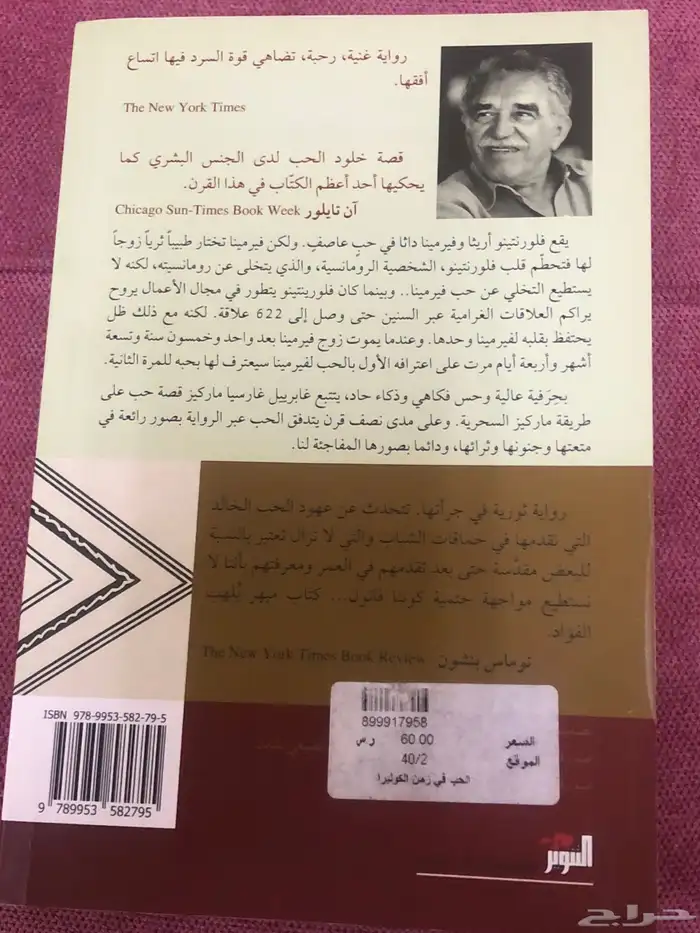 رواية غنية، رحبة، تضاهي قوة السرد فيها اتساع
أفقها.
The New York Times
قصة خلود الحب لدى الجنس البشري كما
يحكيها أحد أعظم الكتّاب في هذا القرن.
آن تايلور Chicago Sun-Times Book Week
يقع فلورنتينو أريثا وفيرمينا داثا في حبٍ عاصفٍ. ولكن فيرمينا تختار طبيباً ثرياً زوجاً
لها فتحطّم قلب فلورنتينو، الشخصية الرومانسية، والذي يتخلى عن رومانسيته، لكنه لا
يستطيع التخلي عن حب فيرمينا.. وبينما كان فلورينتينو يتطور في مجال الأعمال يروح
يراكم العلاقات الغرامية عبر السنين حتى وصل إلى 622 علاقة. لكنه مع ذلك ظل
يحتفظ بقلبه لفيرمينا وحدها. وعندما يموت زوج فيرمينا بعد واحد وخمسون سنة وتسعة
أشهر وأربعة أيام مرت على اعترافه الأول بالحب لفيرمينا سيعترف لها بحبه للمرة الثانية.
بحِرَفية عالية وحس فكاهي وذكاء حاد، يتتبع غابرييل غارسيا ماركيز قصة حب على
طريقة ماركيز السحرية. وعلى مدى نصف قرن يتدفق الحب عبر الرواية بصور رائعة في
متعتها وجنونها وثرائها، ودائما بصورها المفاجئة لنا.
رواية ثورية في جرأتها. تتحدث عن عهود الحب الخالد
التي نقدمها في حماقات الشباب والتي لا تزال تعتبر بالنسبة
للبعض مقدّسة حتى بعد تقدمهم في العمر ومعرفتهم بأننا لا
نستطيع مواجهة حتمية كوننا فانون... كتاب مبهر يُلهب
الفؤاد.
توماس بنشون The New York Times Book Review
ISBN 978-9953-582-79-5
9 789953 582795
899917958
السعر 60.00 ر س
الموقع 40/2
الحب في زمن الكوليرا
التنوير
حراج